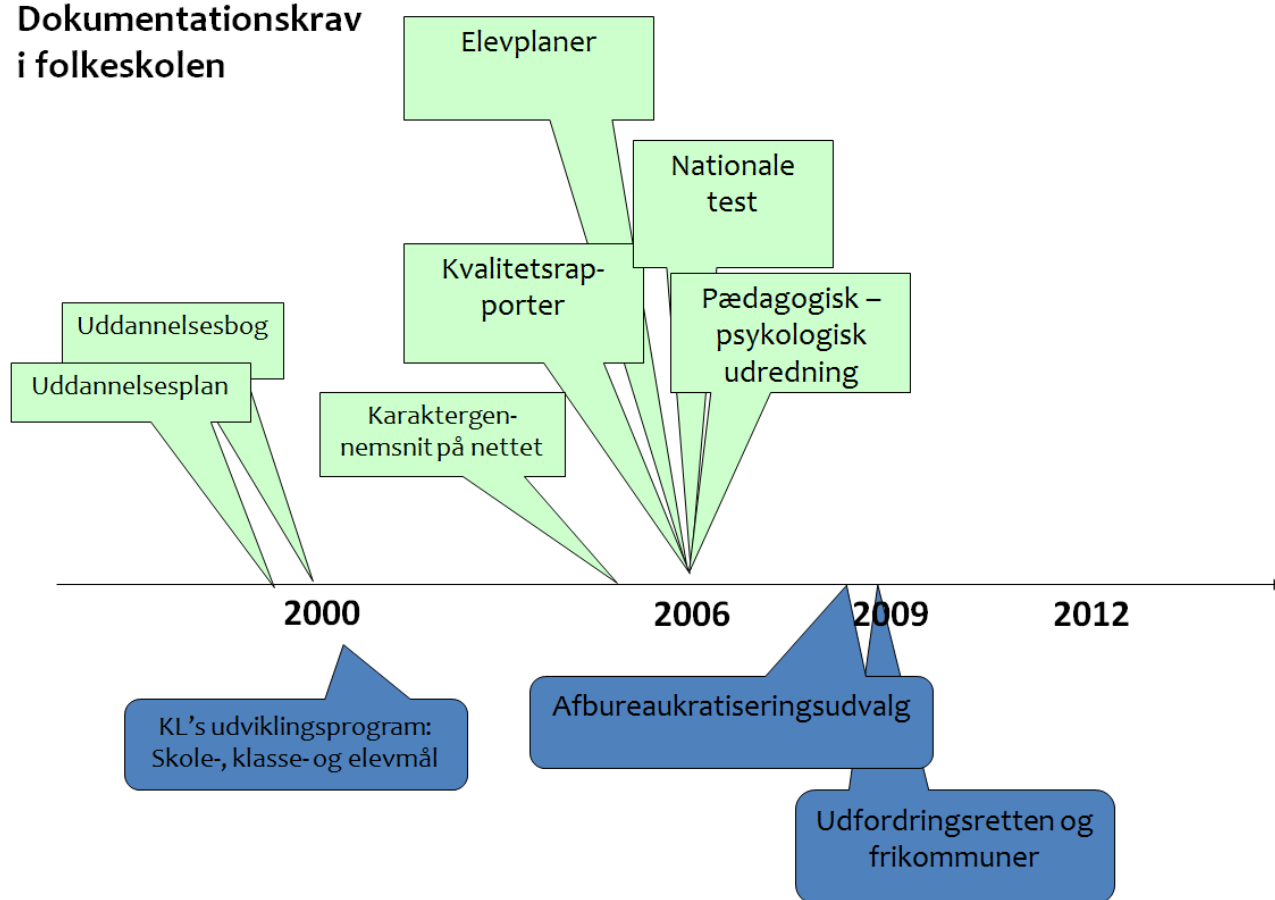 Dokumentationskrav
i folkeskolen
Elevplaner
Nationale
test
Kvalitetsrap-
porter
Pædagogisk –
psykologisk
udredning
Uddannelsesbog
Uddannelsesplan
Karaktergen-
nemsnit på nettet
2000
2006
2009
2012
KL's udviklingsprogram:
Skole-, klasse- og elevmål
Afbureaukratiseringsudvalg
Udfordringsretten og
frikommuner